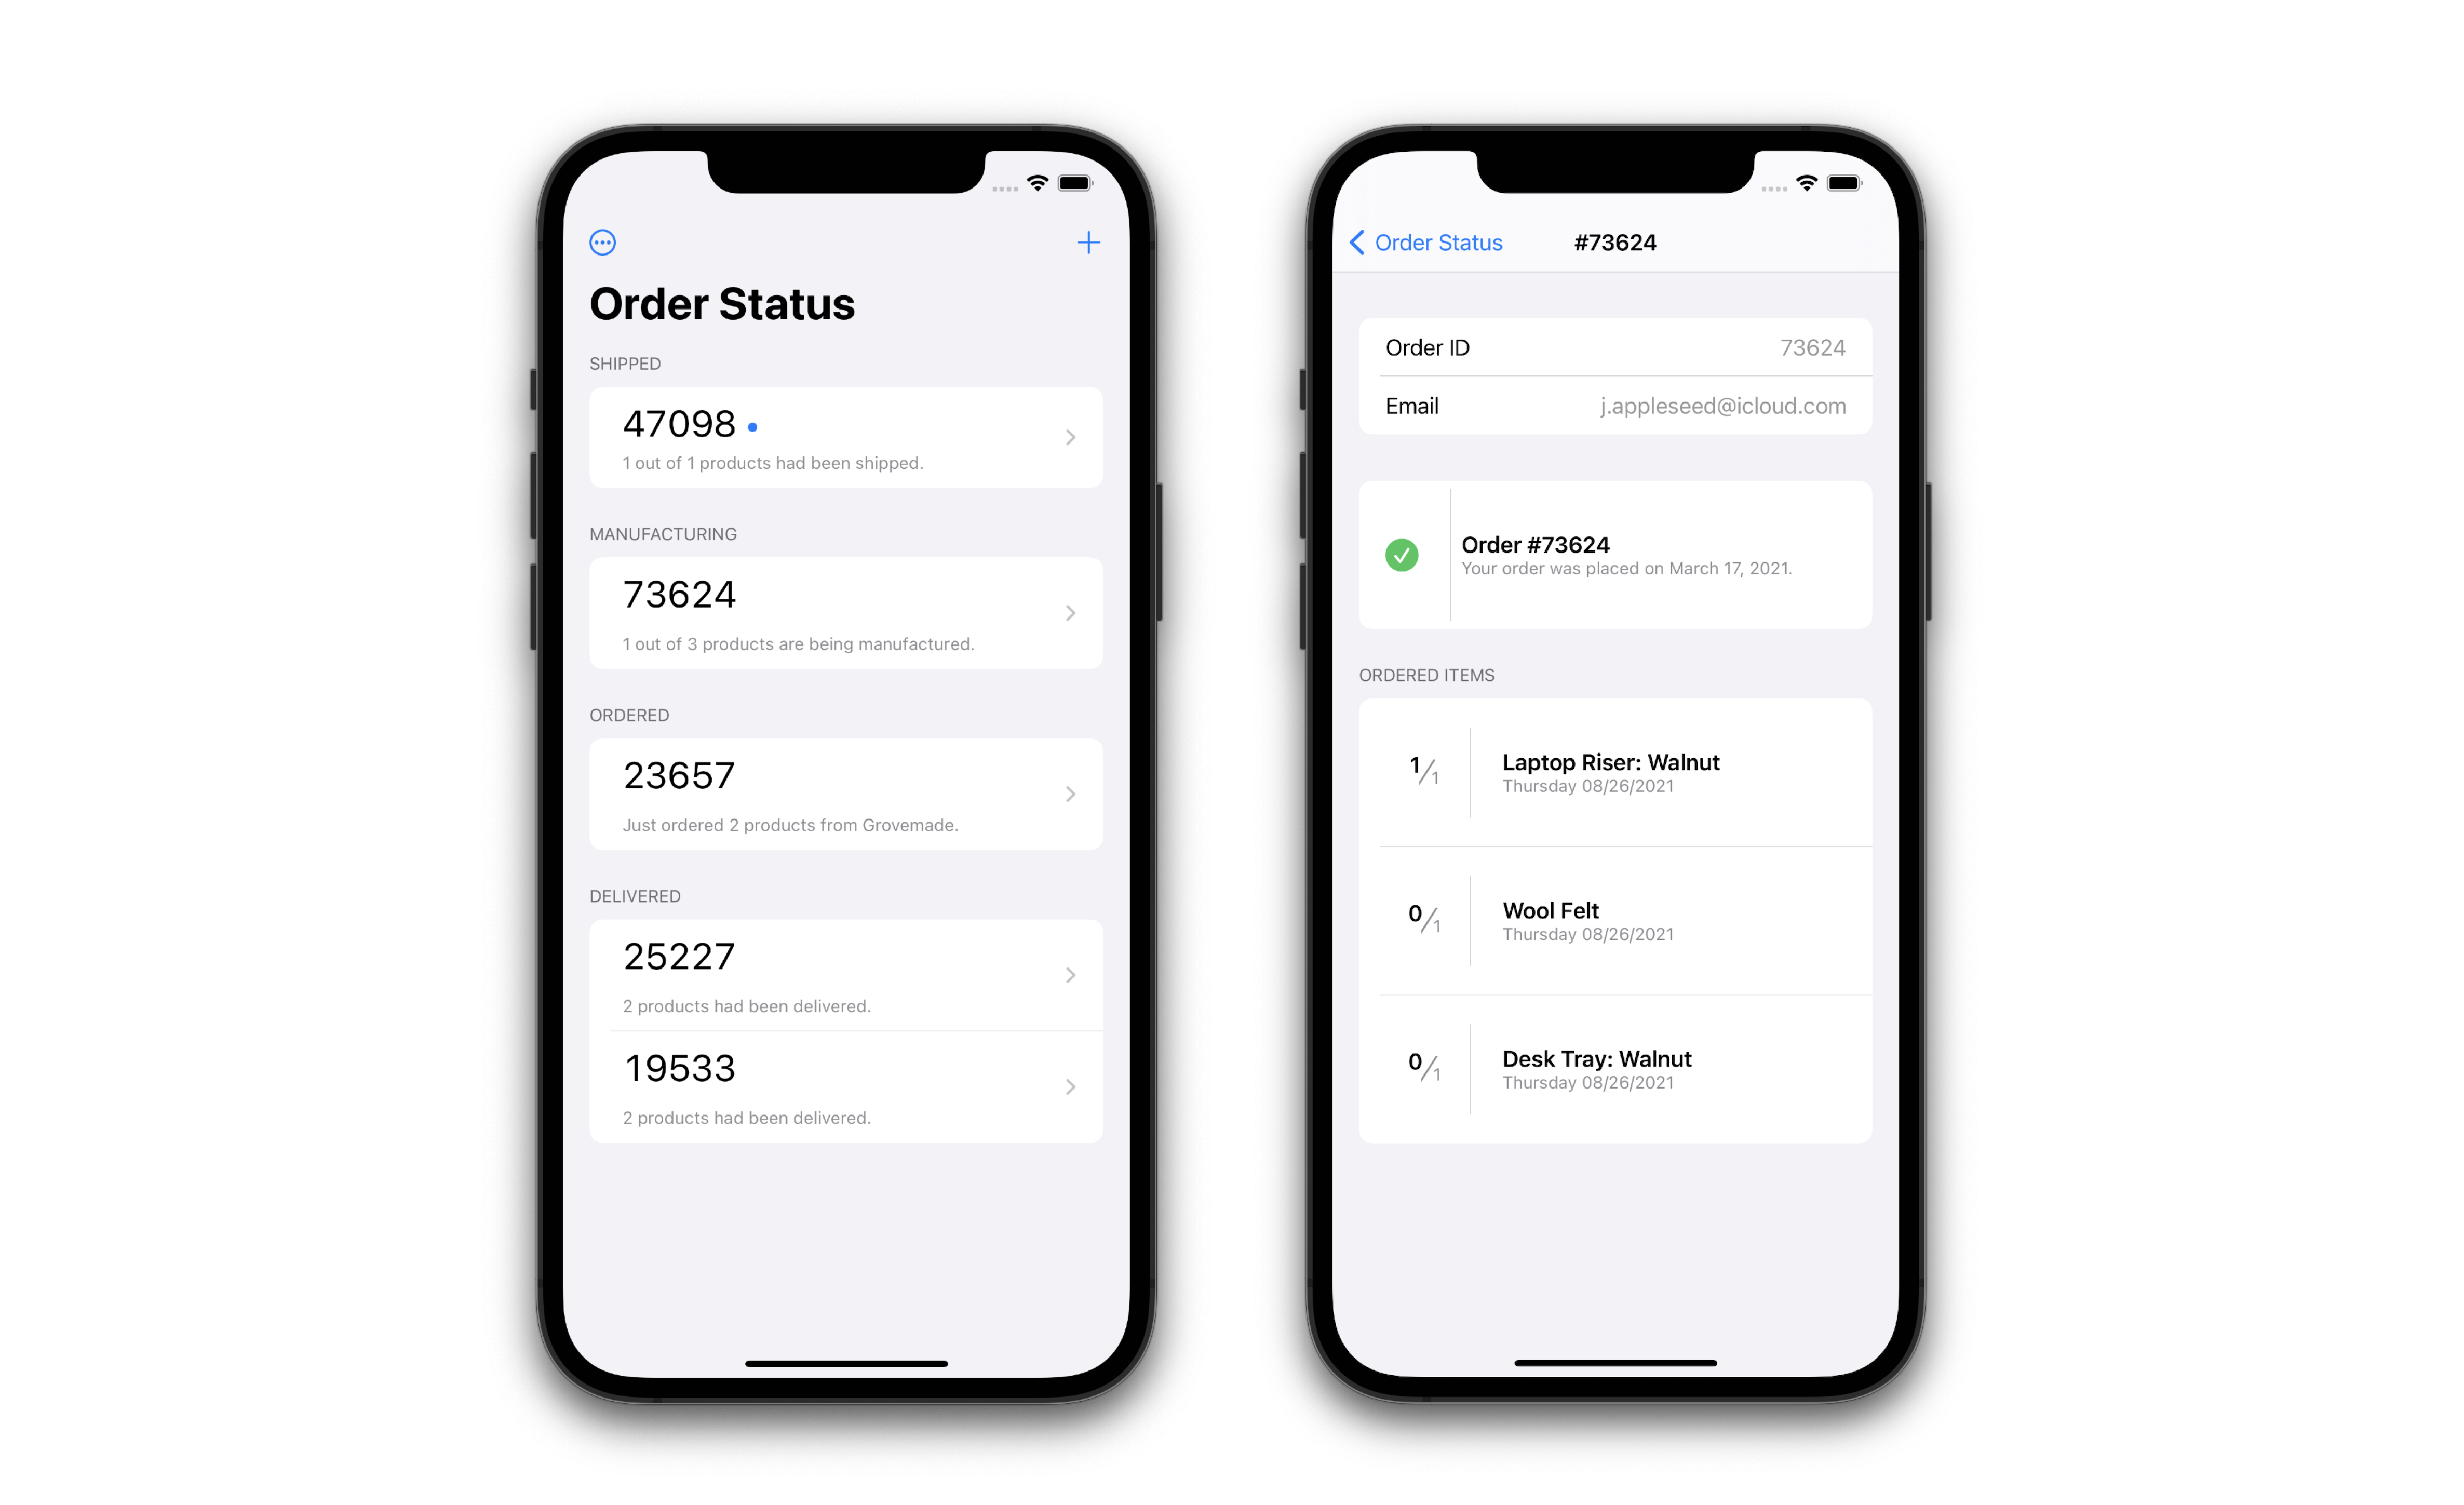 Order Status
SHIPPED
47098
1 out of 1 products had been shipped.
MANUFACTURING
73624
1 out of 3 products are being manufactured.
ORDERED
23657
Just ordered 2 products from Grovemade.
DELIVERED
25227
2 products had been delivered.
19533
2 products had been delivered.
Order Status #73624
Order ID 73624
Email j.appleseed@icloud.com
Order #73624
Your order was placed on March 17, 2021.
ORDERED ITEMS
1/1 Laptop Riser: Walnut
Thursday 08/26/2021
0/1 Wool Felt
Thursday 08/26/2021
0/1 Desk Tray: Walnut
Thursday 08/26/2021